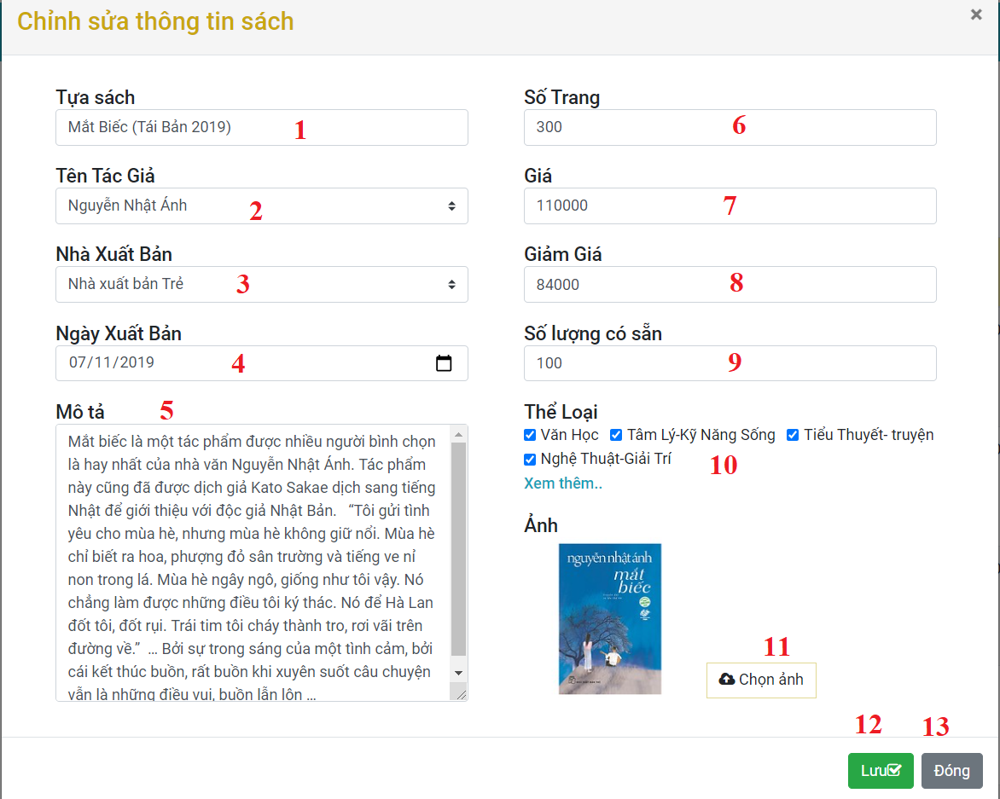 Chỉnh sửa thông tin sách
×
Tựa sách
Mắt Biếc (Tái Bản 2019) 1
Tên Tác Giả
Nguyễn Nhật Ánh 2
Nhà Xuất Bản
Nhà xuất bản Trẻ 3
Ngày Xuất Bản
07/11/2019 4
Mô tả 5
Mắt biếc là một tác phẩm được nhiều người bình chọn
là hay nhất của nhà văn Nguyễn Nhật Ánh. Tác phẩm
này cũng đã được dịch giả Kato Sakae dịch sang tiếng
Nhật để giới thiệu với độc giả Nhật Bản. “Tôi gửi tình
yêu cho mùa hè, nhưng mùa hè không giữ nổi. Mùa hè
chỉ biết ra hoa, phượng đỏ sân trường và tiếng ve nỉ
non trong lá. Mùa hè ngây ngô, giống như tôi vậy. Nó
chẳng làm được những điều tôi ký thác. Nó để Hà Lan
đốt tôi, đốt rụi. Trái tim tôi cháy thành tro, rơi vãi trên
đường về.” … Bởi sự trong sáng của một tình cảm, bởi
cái kết thúc buồn, rất buồn khi xuyên suốt câu chuyện
vẫn là những điều vui, buồn lẫn lộn …
Số Trang
300 6
Giá
110000 7
Giảm Giá
84000 8
Số lượng có sẵn
100 9
Thể Loại
Văn Học Tâm Lý-Kỹ Năng Sống Tiểu Thuyết- truyện
Nghệ Thuật-Giải Trí 10
Xem thêm..
Ảnh
nguyễn nhật ánh
mắt
biếc
11
Chọn ảnh
12 13
Lưu Đóng